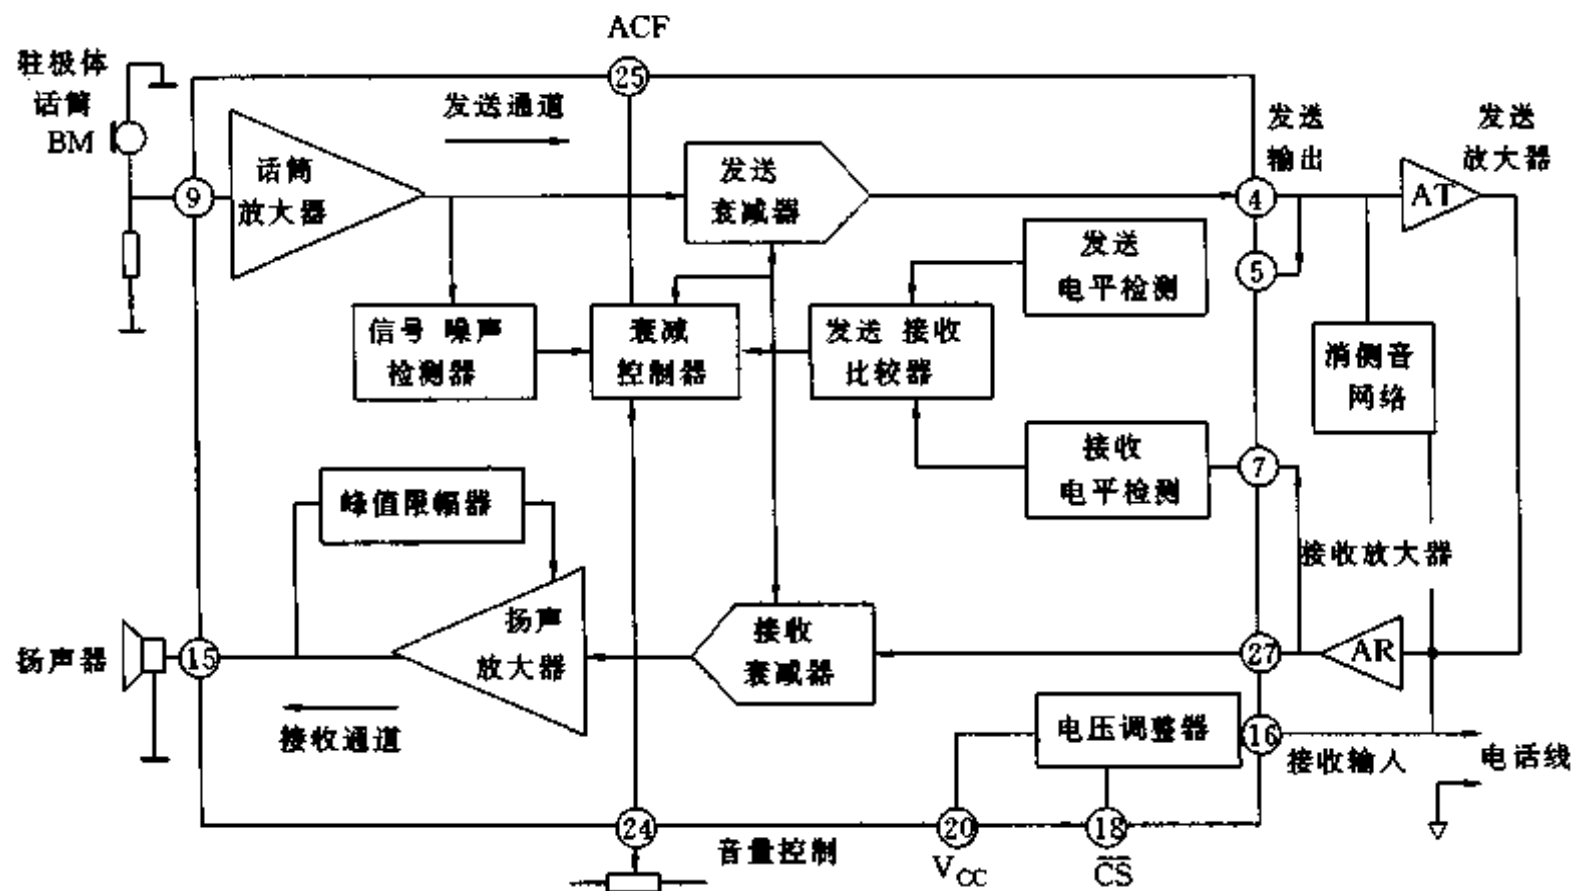 ACF
驻极体
话筒
BM
25
发送通道
发送
输出
发送
放大器
9
话筒
放大器
发送
衰减器
4
AT
5
发送
电平检测
信号 噪声
检测器
衰减
控制器
发送 接收
比较器
消侧音
网络
接收
电平检测
7
峰值限幅器
接收放大器
扬声器
15
扬声
放大器
接收
衰减器
27
AR
接收通道
电压调整器
16
接收输人
电话线
24
音量控制
20
VCC
18
C̅S̅